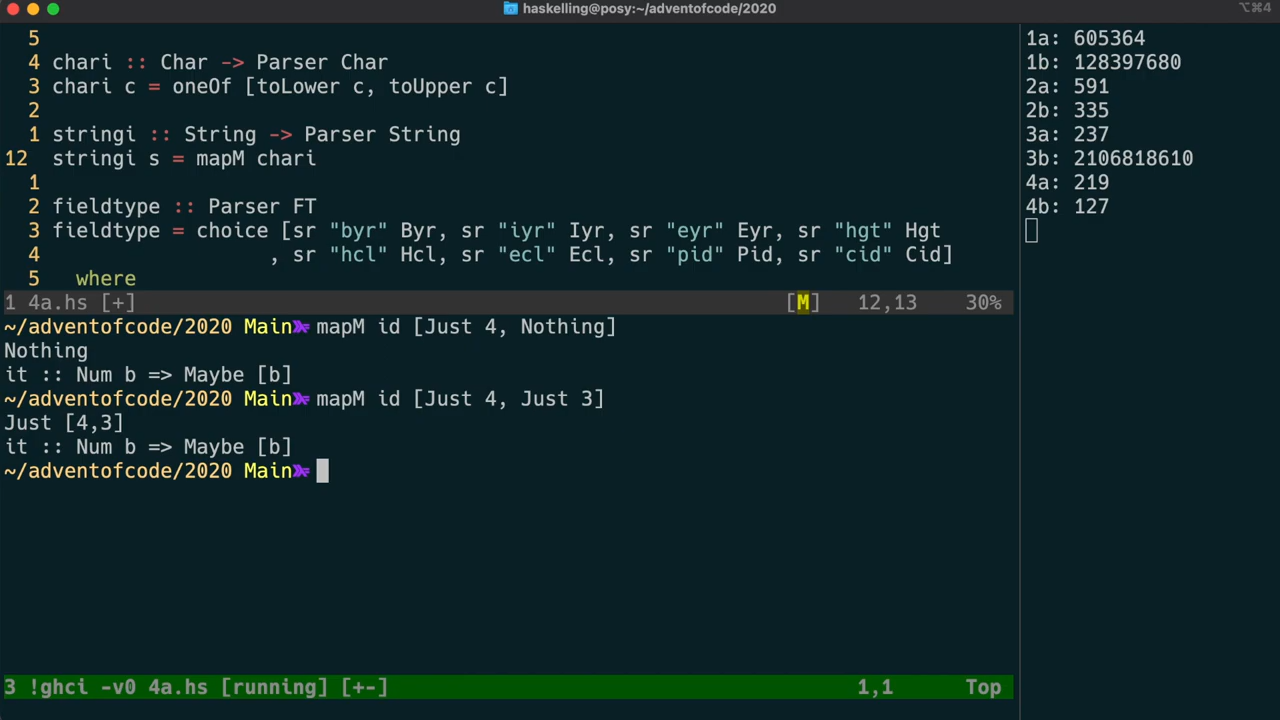 haskelling@posy:~/adventofcode/2020
⌥⌘4
5
4 chari :: Char -> Parser Char
3 chari c = oneOf [toLower c, toUpper c]
2
1 stringi :: String -> Parser String
12 stringi s = mapM chari
1
2 fieldtype :: Parser FT
3 fieldtype = choice [sr "byr" Byr, sr "iyr" Iyr, sr "eyr" Eyr, sr "hgt" Hgt
4 , sr "hcl" Hcl, sr "ecl" Ecl, sr "pid" Pid, sr "cid" Cid]
5 where
1 4a.hs [+] [M] 12,13 30%
~/adventofcode/2020 Main mapM id [Just 4, Nothing]
Nothing
it :: Num b => Maybe [b]
~/adventofcode/2020 Main mapM id [Just 4, Just 3]
Just [4,3]
it :: Num b => Maybe [b]
~/adventofcode/2020 Main
3 !ghci -v0 4a.hs [running] [+-] 1,1 Top
1a: 605364
1b: 128397680
2a: 591
2b: 335
3a: 237
3b: 2106818610
4a: 219
4b: 127